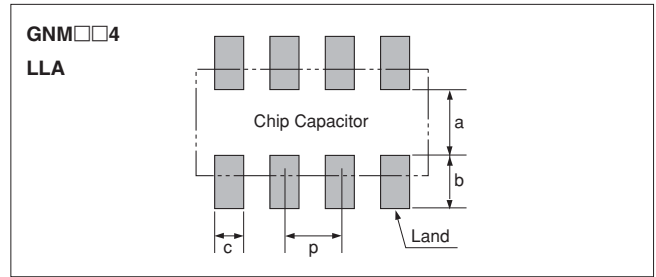 GNM□□4
LLA
Chip Capacitor
a
b
c
p
Land